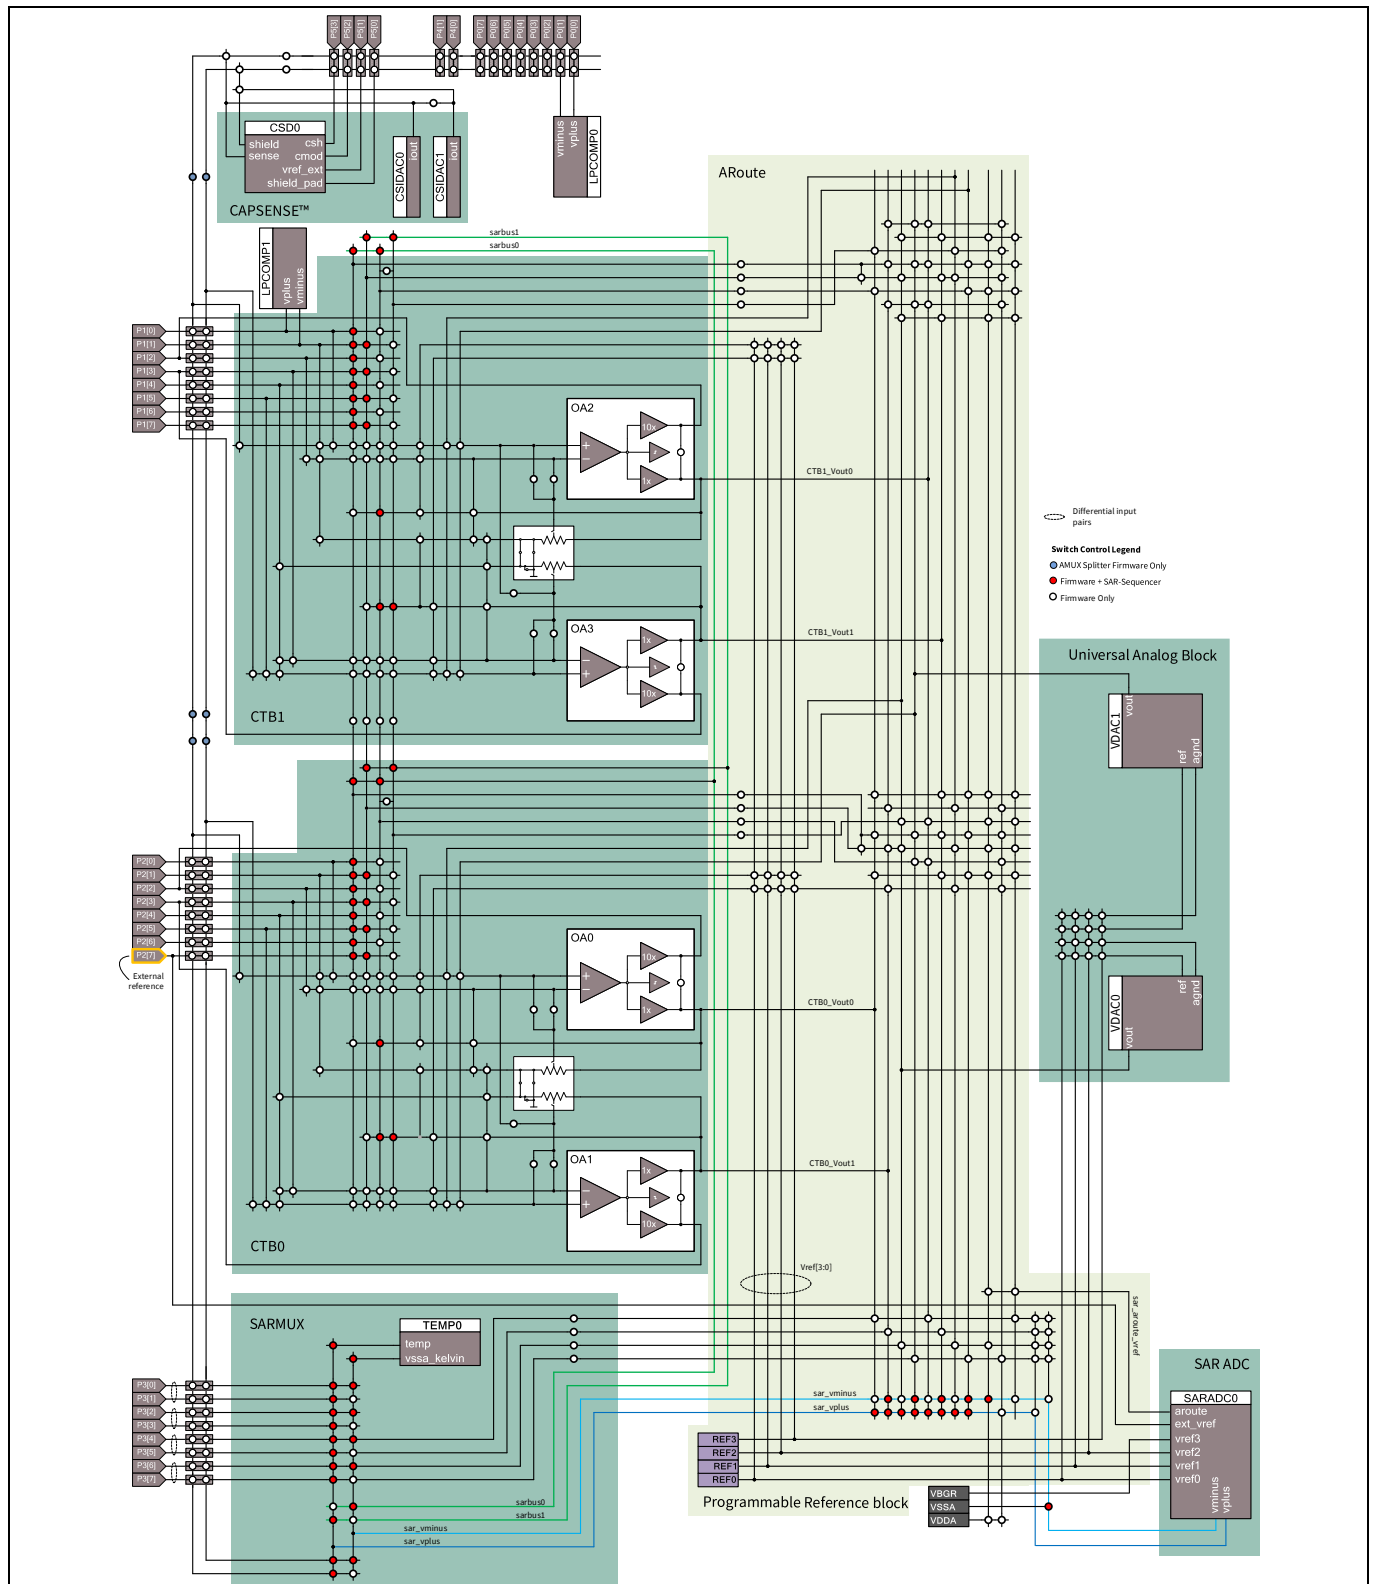 P5[3]
P5[2]
P5[1]
P5[0]
P4[1]
P4[0]
P0[7]
P0[6]
P0[5]
P0[4]
P0[3]
P0[2]
P0[1]
P0[0]
CSD0
shield
sense
csh
cmod
vref_ext
shield_pad
CSIDAC0
iout
CSIDAC1
iout
vminus
vplus
LPCOMP0
CAPSENSE™
ARoute
LPCOMP1
vplus
vminus
sarbus1
sarbus0
P1[0]
P1[1]
P1[2]
P1[3]
P1[4]
P1[5]
P1[6]
P1[7]
OA2
10x
1x
+
−
CTB1_Vout0
Differential input
pairs
Switch Control Legend
AMUX Splitter Firmware Only
Firmware + SAR-Sequencer
Firmware Only
OA3
1x
10x
−
+
CTB1_Vout1
CTB1
Universal Analog Block
VDAC1
vout
ref
agnd
P2[0]
P2[1]
P2[2]
P2[3]
P2[4]
P2[5]
P2[6]
P2[7]
External
reference
OA0
10x
1x
+
−
CTB0_Vout0
VDAC0
vout
ref
agnd
OA1
1x
10x
−
+
CTB0_Vout1
CTB0
Vref[3:0]
sar_aroute_vref
SARMUX
TEMP0
temp
vssa_kelvin
P3[0]
P3[1]
P3[2]
P3[3]
P3[4]
P3[5]
P3[6]
P3[7]
sar_vminus
sar_vplus
SAR ADC
SARADC0
aroute
ext_vref
vref3
vref2
vref1
vref0
vminus
vplus
REF3
REF2
REF1
REF0
Programmable Reference block
VBGR
VSSA
VDDA
sarbus0
sarbus1
sar_vminus
sar_vplus